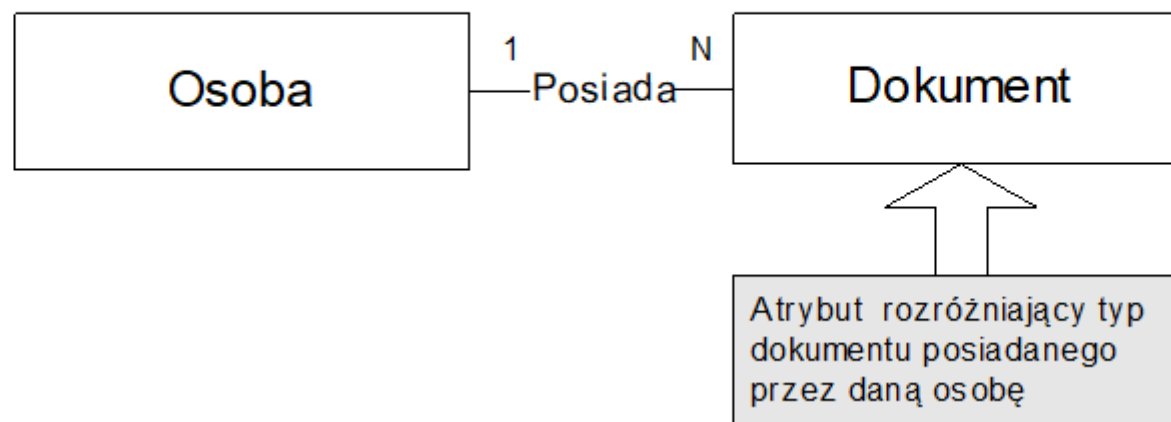 Osoba
1
Posiada
N
Dokument
Atrybut rozróżniający typ
dokumentu posiadanego
przez daną osobę